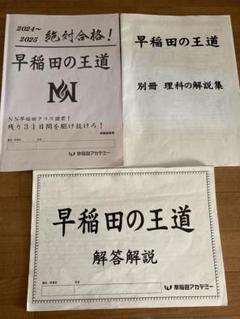 2024~
2025
絶対合格!
早稲田の王道
NN
NN早稲田クラス諸君!
残り31日間を駆け抜けろ!
早稲田アカデミー
早稲田の王道
別冊 理科の解説集
早稲田の王道
解答解説
早稲田アカデミー